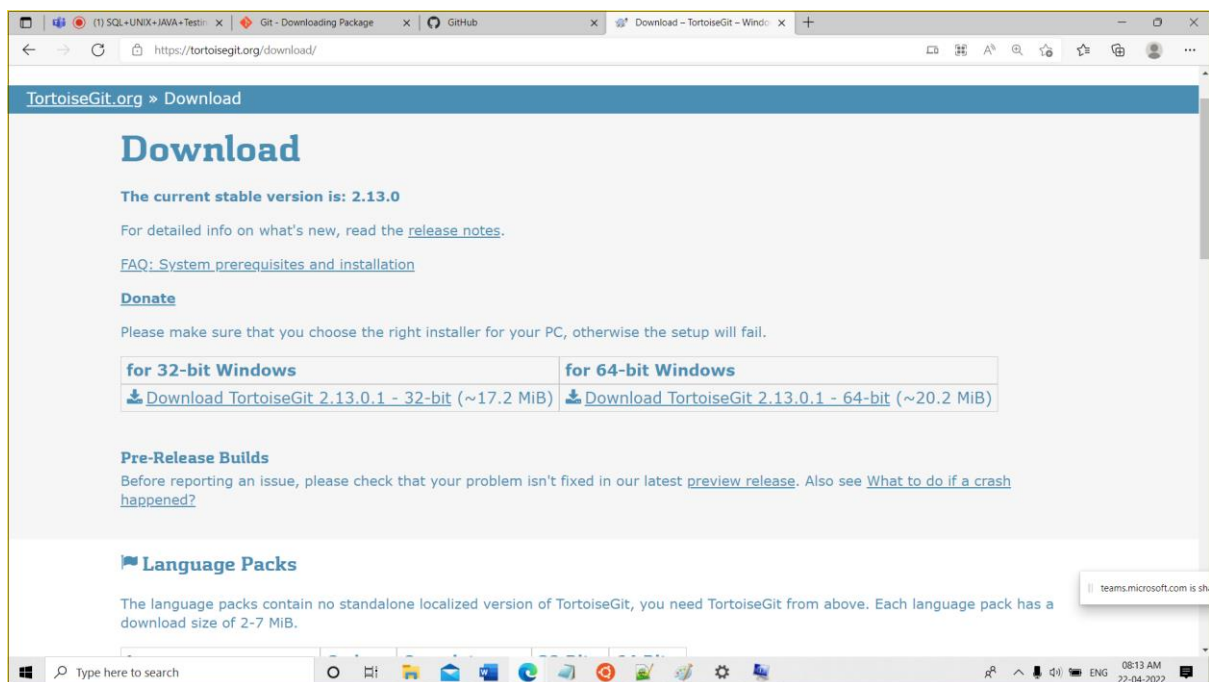 (1) SQL+UNIX+JAVA+Testin
Git - Downloading Package
GitHub
Download – TortoiseGit – Windo
https://tortoisegit.org/download/
TortoiseGit.org » Download
Download
The current stable version is: 2.13.0
For detailed info on what's new, read the release notes.
FAQ: System prerequisites and installation
Donate
Please make sure that you choose the right installer for your PC, otherwise the setup will fail.
for 32-bit Windows for 64-bit Windows
Download TortoiseGit 2.13.0.1 - 32-bit (~17.2 MiB) Download TortoiseGit 2.13.0.1 - 64-bit (~20.2 MiB)
Pre-Release Builds
Before reporting an issue, please check that your problem isn't fixed in our latest preview release. Also see What to do if a crash
happened?
Language Packs
teams.microsoft.com is sha
The language packs contain no standalone localized version of TortoiseGit, you need TortoiseGit from above. Each language pack has a
download size of 2-7 MiB.
Type here to search
ENG
08:13 AM
22-04-2022